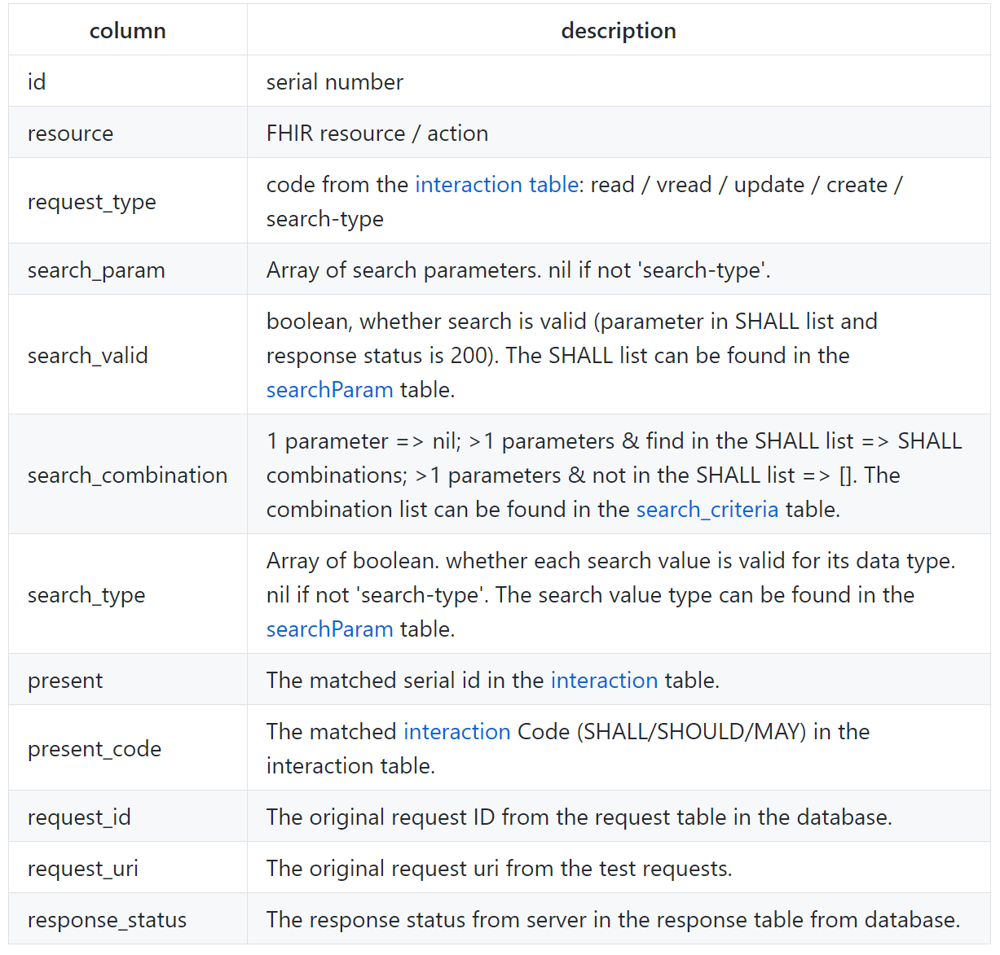 column description
id serial number
resource FHIR resource / action
request_type code from the interaction table: read / vread / update / create /
search-type
search_param Array of search parameters. nil if not 'search-type'.
search_valid boolean, whether search is valid (parameter in SHALL list and
response status is 200). The SHALL list can be found in the
searchParam table.
search_combination 1 parameter => nil; >1 parameters & find in the SHALL list => SHALL
combinations; >1 parameters & not in the SHALL list => []. The
combination list can be found in the search_criteria table.
search_type Array of boolean. whether each search value is valid for its data type.
nil if not 'search-type'. The search value type can be found in the
searchParam table.
present The matched serial id in the interaction table.
present_code The matched interaction Code (SHALL/SHOULD/MAY) in the
interaction table.
request_id The original request ID from the request table in the database.
request_uri The original request uri from the test requests.
response_status The response status from server in the response table from database.